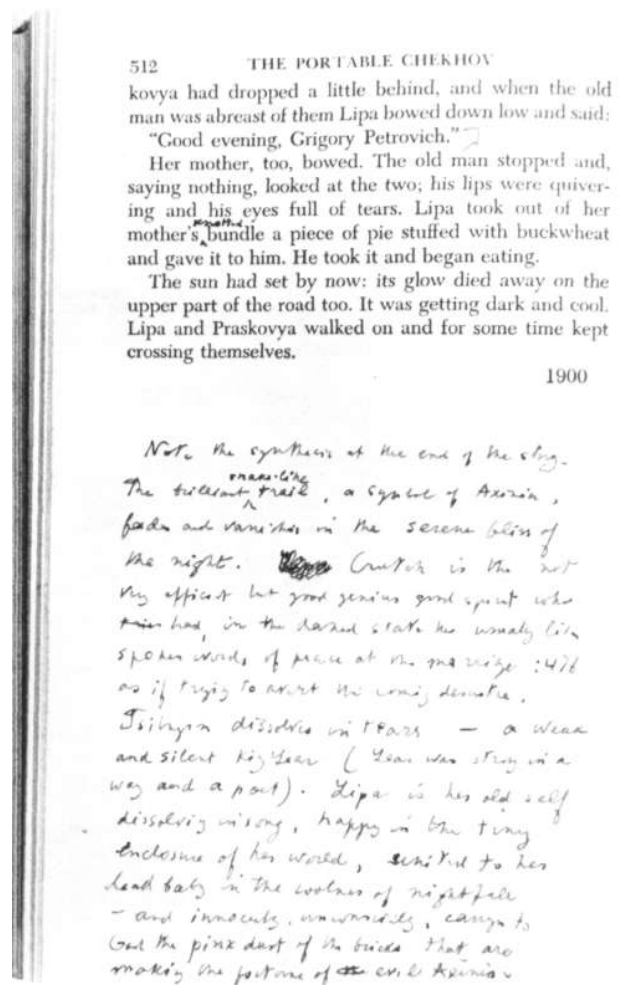 512 THE PORTABLE CHEKHOV
kovya had dropped a little behind, and when the old
man was abreast of them Lipa bowed down low and said:
“Good evening, Grigory Petrovich.”
Her mother, too, bowed. The old man stopped and,
saying nothing, looked at the two; his lips were quiver-
ing and his eyes full of tears. Lipa took out of her
knotted
mother’s bundle a piece of pie stuffed with buckwheat
and gave it to him. He took it and began eating.
The sun had set by now: its glow died away on the
upper part of the road too. It was getting dark and cool.
Lipa and Praskovya walked on and for some time kept
crossing themselves.
1900
Note the synthesis at the end of the story.
snake-like
The brilliant trail, a symbol of Axinia,
fades and vanishes in the serene bliss of
the night. Crutch is the not
very efficient but good genius good spirit who
had, in the state he usually
spoken words of peace at the marriage : 476
as if trying to avert the coming disaster.
Tsibukin dissolves in tears — a weak
and silent King Lear (Lear was strong in a
way and a poet). Lipa is her old self
dissolving in song, happy in the tiny
enclosure of her world, united to her
dead baby in the coolness of nightfall
– and innocently, unconsciously, carrying to
God the pink dust of the bricks that are
making the fortune of evil Axinia.